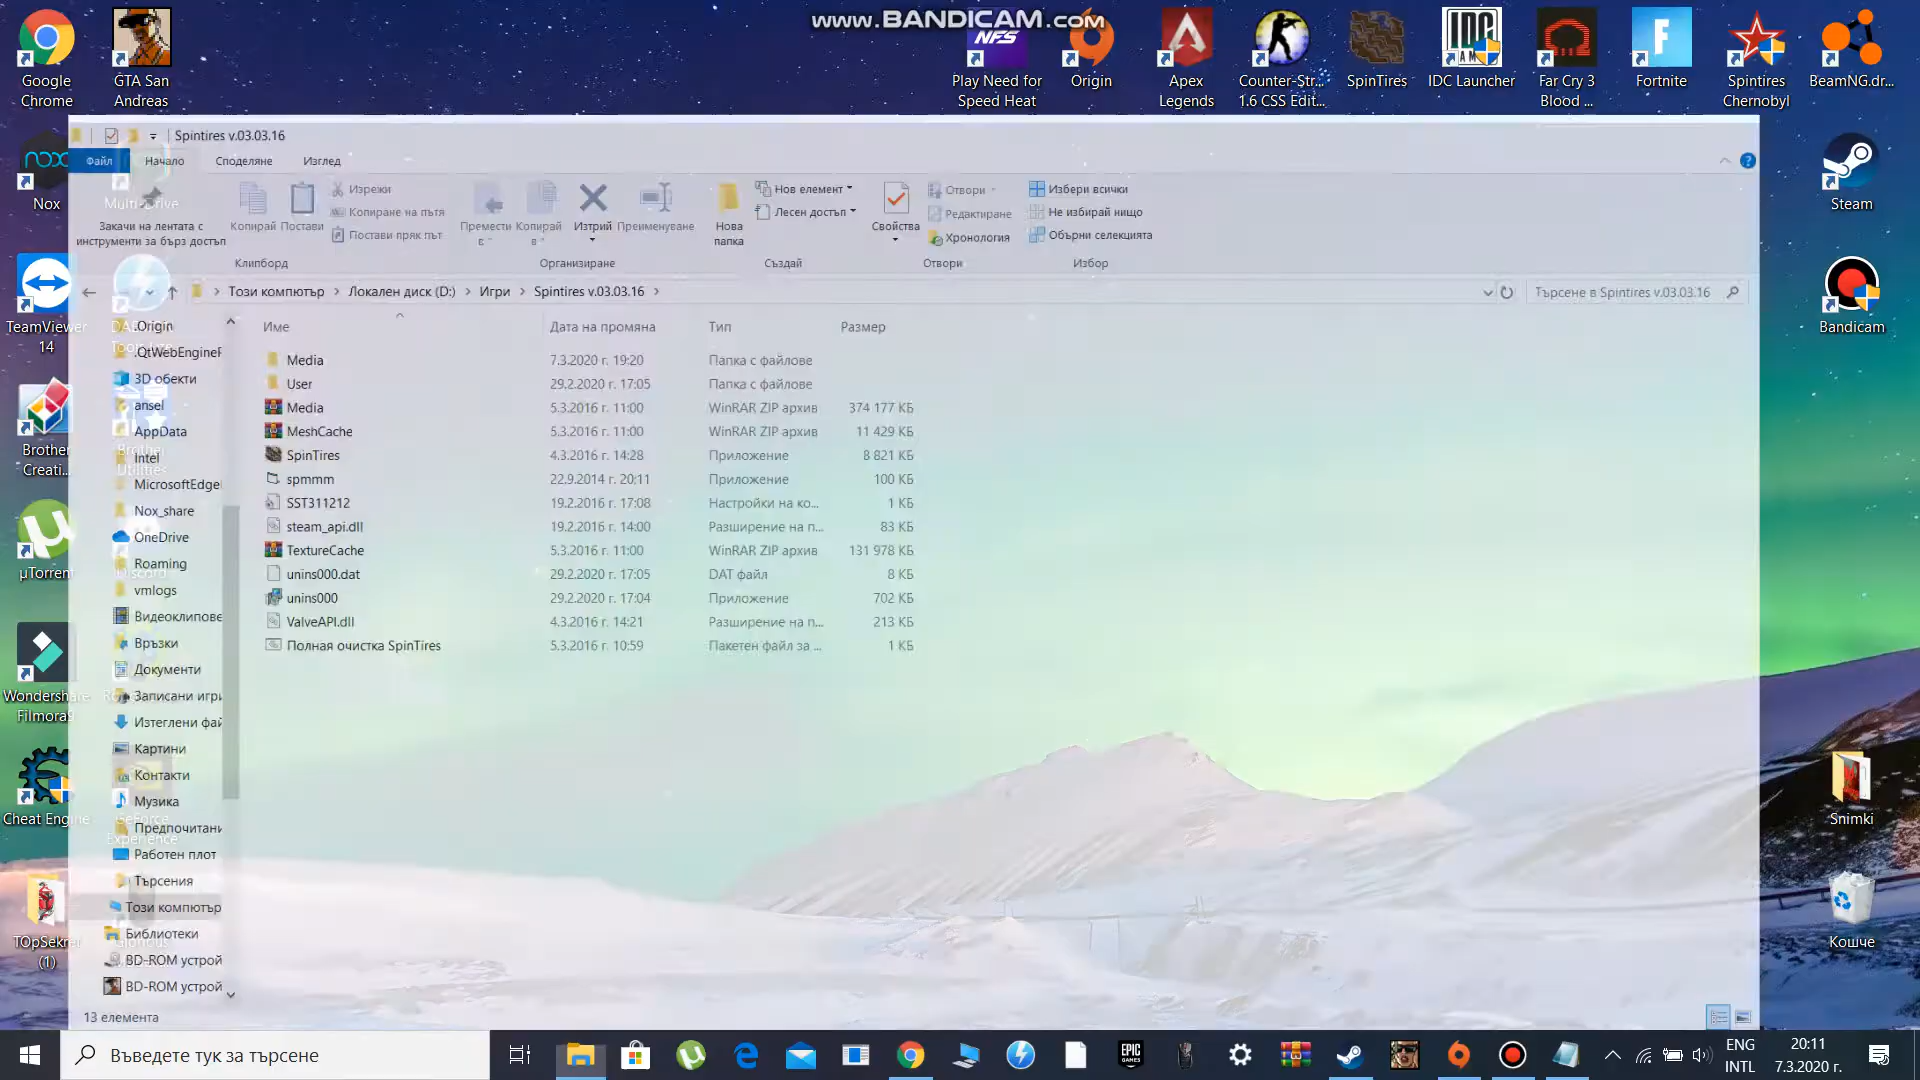 www.BANDICAM.com
Google Chrome
GTA San Andreas
Play Need for Speed Heat
Origin
Apex Legends
Counter-Str... 1.6 CSS Edit...
SpinTires
IDC Launcher
Far Cry 3 Blood ...
Fortnite
Spintires Chernobyl
BeamNG.dr...
Spintires v.03.03.16
Файл
Начало
Споделяне
Изглед
Nox
Закачи на лентата с инструменти за бърз достъп
Копирай
Постави
Изрежи
Копиране на пътя
Постави пряк път
Клипборд
Премести в
Копирай в
Изтрий
Преименуване
Организиране
Нова папка
Нов елемент
Лесен достъп
Създай
Свойства
Отвори
Редактиране
Хронология
Отвори
Избери всички
Не избирай нищо
Обърни селекцията
Избор
Steam
Този компютър
Локален диск (D:)
Игри
Spintires v.03.03.16
Търсене в Spintires v.03.03.16
TeamViewer 14
Bandicam
Име
Дата на промяна
Тип
Размер
Media 7.3.2020 г. 19:20 Папка с файлове
User 29.2.2020 г. 17:05 Папка с файлове
Media 5.3.2016 г. 11:00 WinRAR ZIP архив 374 177 КБ
MeshCache 5.3.2016 г. 11:00 WinRAR ZIP архив 11 429 КБ
SpinTires 4.3.2016 г. 14:28 Приложение 8 821 КБ
spmmm 22.9.2014 г. 20:11 Приложение 100 КБ
SST311212 19.2.2016 г. 17:08 Настройки на ко... 1 КБ
steam_api.dll 19.2.2016 г. 14:00 Разширение на п... 83 КБ
TextureCache 5.3.2016 г. 11:00 WinRAR ZIP архив 131 978 КБ
unins000.dat 29.2.2020 г. 17:05 DAT файл 8 КБ
unins000 29.2.2020 г. 17:04 Приложение 702 КБ
ValveAPI.dll 4.3.2016 г. 14:21 Разширение на п... 213 КБ
Полная очистка SpinTires 5.3.2016 г. 10:59 Пакетен файл за ... 1 КБ
.Origin
.QtWebEngineP
3D обекти
ansel
AppData
Intel
MicrosoftEdge
Nox_share
OneDrive
Roaming
vmlogs
Видеоклипове
Връзки
Документи
Записани игри
Изтеглени фай
Картини
Контакти
Музика
Предпочитани
Работен плот
Търсения
Този компютър
Библиотеки
BD-ROM устрой
BD-ROM устрой
Brother Creati...
µTorrent
Wondershare Filmora9
Cheat Engine
TOpSekret (1)
GeForce Experience
Snimki
Кошче
13 елемента
Въведете тук за търсене
EPIC GAMES
ENG
INTL
20:11
7.3.2020 г.